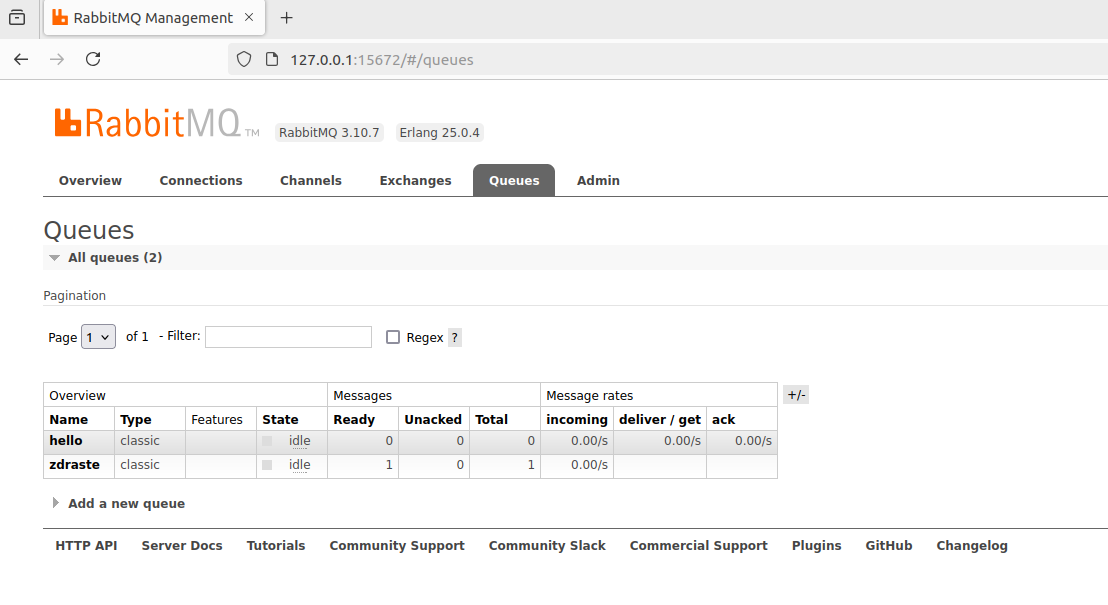 RabbitMQ Management × +
127.0.0.1:15672/#/queues
RabbitMQ TM RabbitMQ 3.10.7 Erlang 25.0.4
Overview Connections Channels Exchanges Queues Admin
Queues
All queues (2)
Pagination
Page 1 of 1 - Filter: Regex ?
Overview Messages Message rates +/-
Name Type Features State Ready Unacked Total incoming deliver / get ack
hello classic idle 0 0 0 0.00/s 0.00/s 0.00/s
zdraste classic idle 1 0 1 0.00/s
Add a new queue
HTTP API Server Docs Tutorials Community Support Community Slack Commercial Support Plugins GitHub Changelog